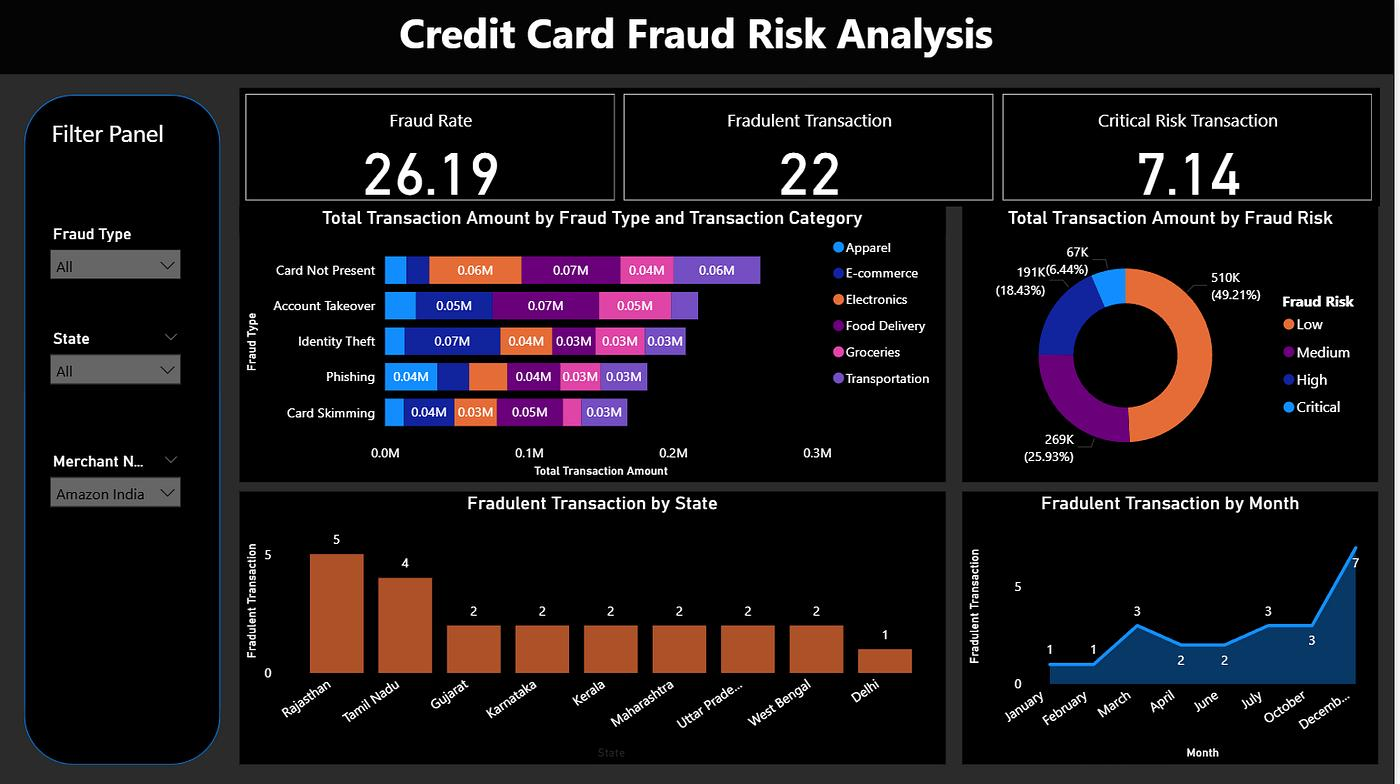 Credit Card Fraud Risk Analysis
Filter Panel
Fraud Type
All
State
All
Merchant N...
Amazon India
Fraud Rate
26.19
Fradulent Transaction
22
Critical Risk Transaction
7.14
Total Transaction Amount by Fraud Type and Transaction Category
Fraud Type
Card Not Present
0.06M 0.07M 0.04M 0.06M
Account Takeover
0.05M 0.07M 0.05M
Identity Theft
0.07M 0.04M 0.03M 0.03M 0.03M
Phishing
0.04M 0.04M 0.03M 0.03M
Card Skimming
0.04M 0.03M 0.05M 0.03M
0.0M 0.1M 0.2M 0.3M
Total Transaction Amount
Apparel
E-commerce
Electronics
Food Delivery
Groceries
Transportation
Total Transaction Amount by Fraud Risk
67K
(6.44%)
191K
(18.43%)
510K
(49.21%)
269K
(25.93%)
Fraud Risk
Low
Medium
High
Critical
Fradulent Transaction by State
Fradulent Transaction
5
0
5 4 2 2 2 2 2 2 1
Rajasthan
Tamil Nadu
Gujarat
Karnataka
Kerala
Maharashtra
Uttar Prade...
West Bengal
Delhi
State
Fradulent Transaction by Month
Fradulent Transaction
5
0
1 1 3 2 2 3 3 7
January
February
March
April
June
July
October
Decemb...
Month